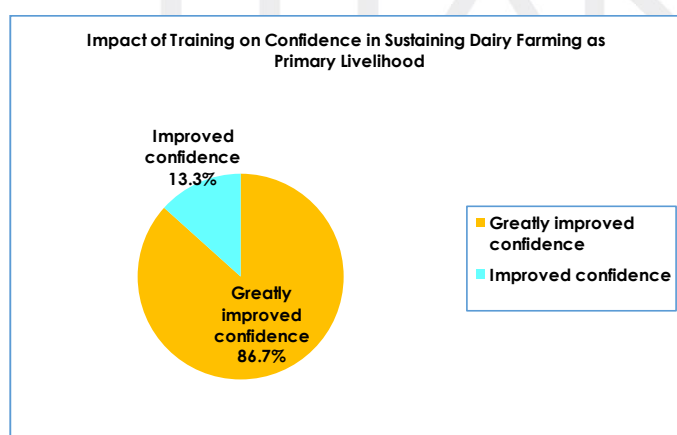 Impact of Training on Confidence in Sustaining Dairy Farming as
Primary Livelihood
Improved
confidence
13.3%
Greatly
improved
confidence
86.7%
Greatly improved
confidence
Improved confidence